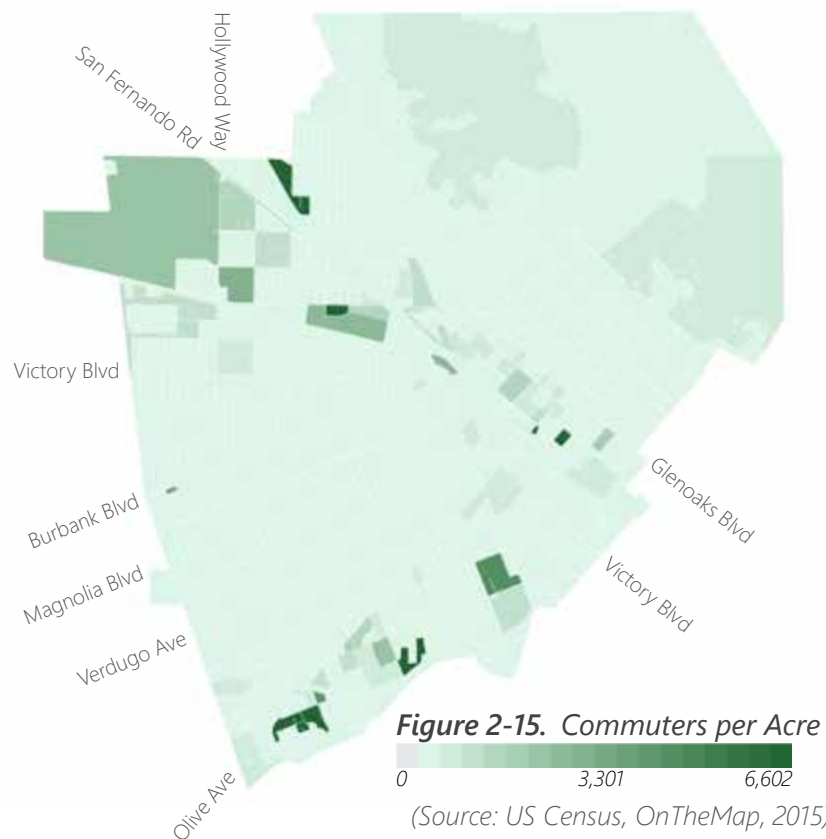 Hollywood Way
San Fernando Rd
Victory Blvd
Burbank Blvd
Magnolia Blvd
Verdugo Ave
Olive Ave
Glenoaks Blvd
Victory Blvd
Figure 2-15. Commuters per Acre
0 3,301 6,602
(Source: US Census, OnTheMap, 2015)